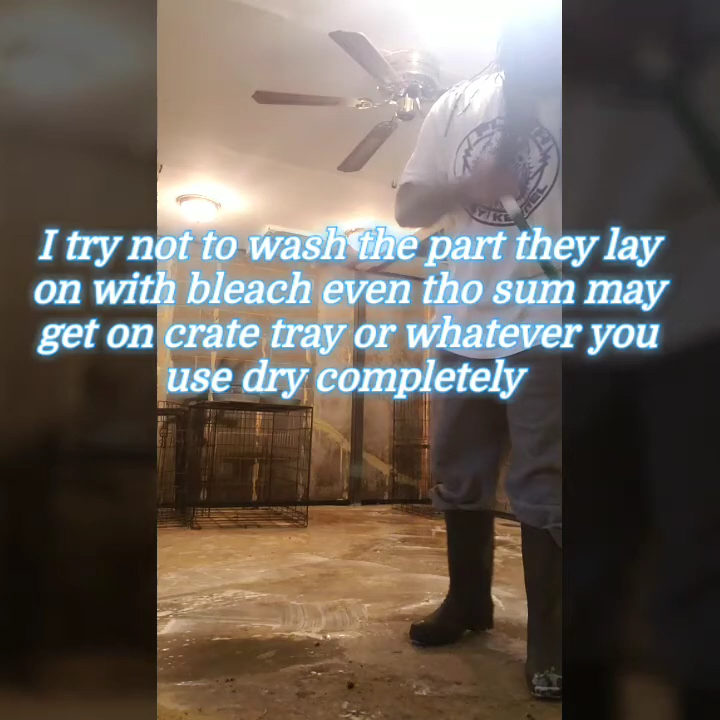 I try not to wash the part they lay
on with bleach even tho sum may
get on crate tray or whatever you
use dry completely